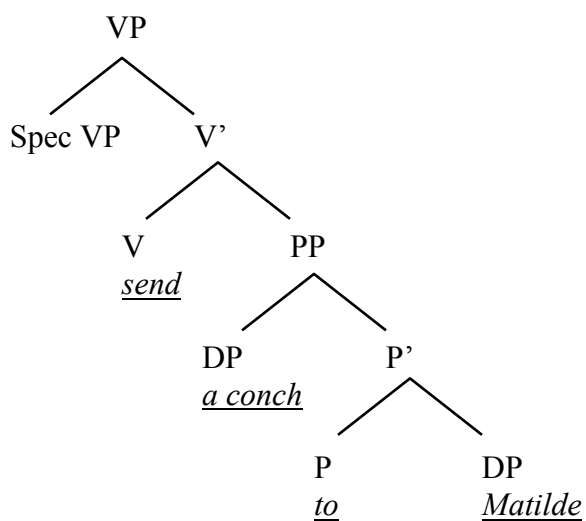 VP
Spec VP V’
V PP
send
DP P’
a conch
P DP
to Matilde